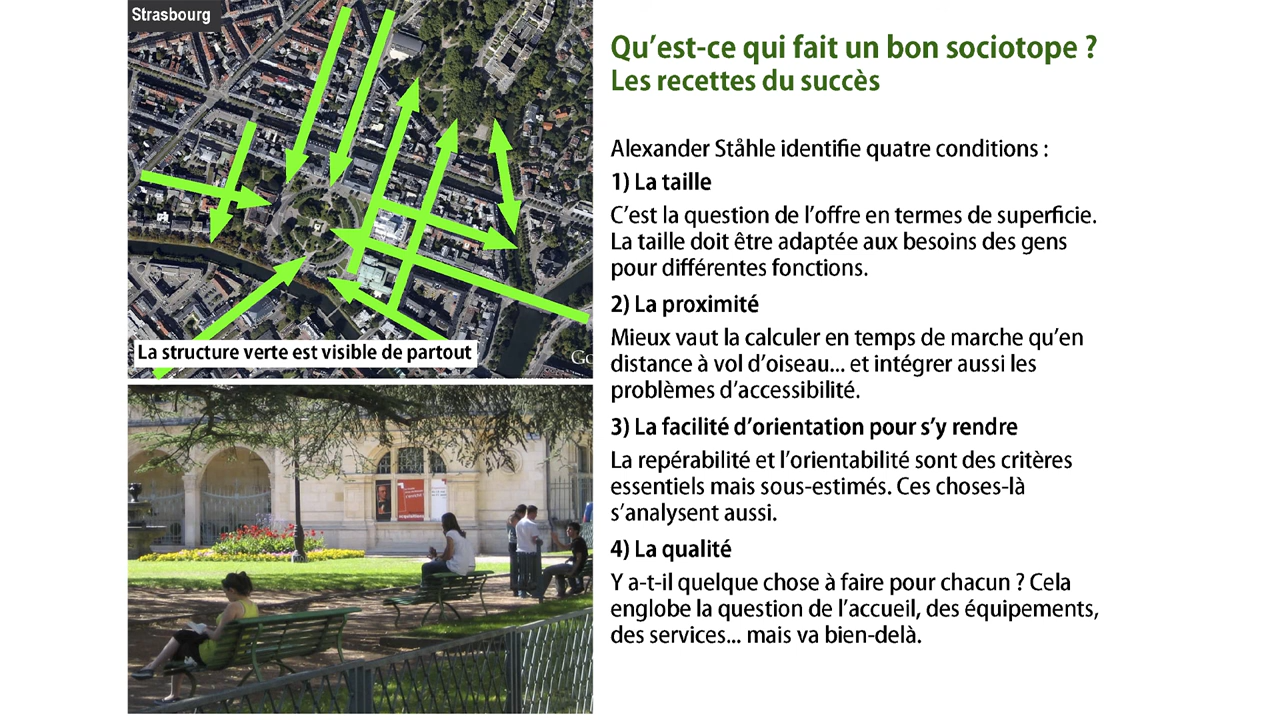 Strasbourg
La structure verte est visible de partout
Go
Qu’est-ce qui fait un bon sociotope ?
Les recettes du succès
Alexander Ståhle identifie quatre conditions :
1) La taille
C’est la question de l’offre en termes de superficie.
La taille doit être adaptée aux besoins des gens
pour différentes fonctions.
2) La proximité
Mieux vaut la calculer en temps de marche qu’en
distance à vol d’oiseau... et intégrer aussi les
problèmes d’accessibilité.
3) La facilité d’orientation pour s’y rendre
La repérabilité et l’orientabilité sont des critères
essentiels mais sous-estimés. Ces choses-là
s’analysent aussi.
4) La qualité
Y a-t-il quelque chose à faire pour chacun ? Cela
englobe la question de l’accueil, des équipements,
des services... mais va bien-delà.